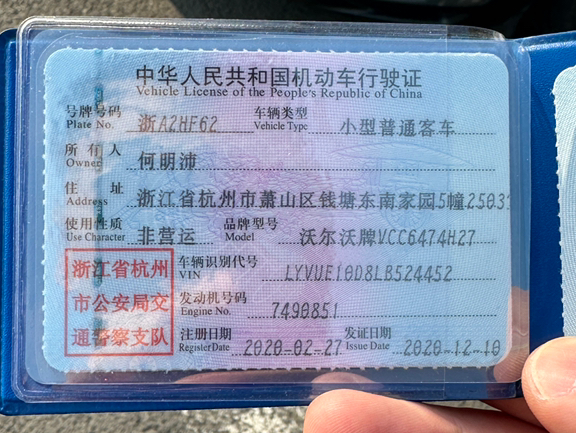 中华人民共和国机动车行驶证
Vehicle License of the People's Republic of China
号牌号码 浙A2HF62 车辆类型 小型普通客车
Plate No. Vehicle Type
所有人 何明沛
Owner
住址 浙江省杭州市萧山区钱塘东南家园5幢2503
Address
使用性质 非营运 品牌型号 沃尔沃牌VCC6474H27
Use Character Model
浙江省杭州
市公安局交
通警察支队
车辆识别代号 LYVUE10D8LB524452
VIN
发动机号码 7490851
Engine No.
注册日期 2020-02-27 发证日期 2020-12-10
Register Date Issue Date